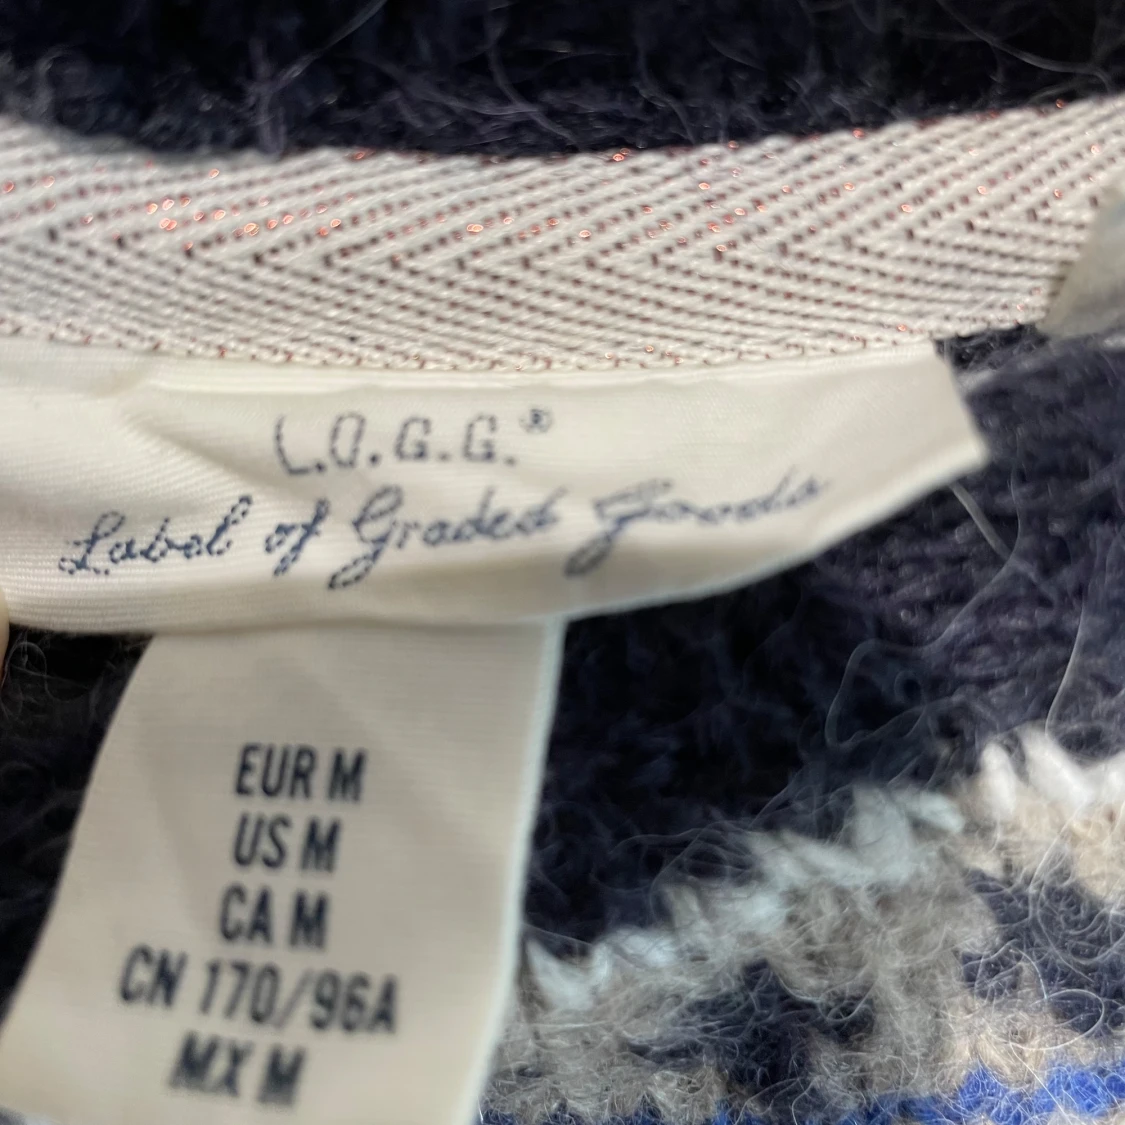 L.O.G.G.®
Label of Graded Goods
EUR M
US M
CA M
CN 170/96A
MX M